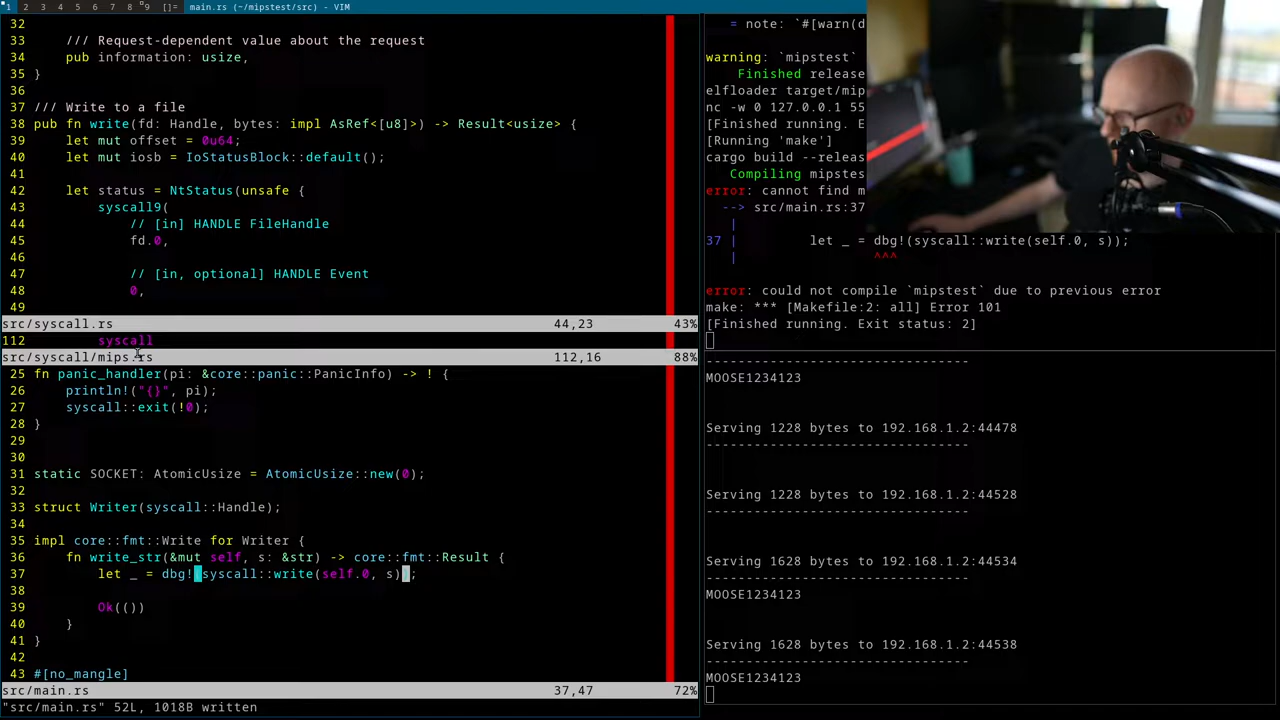 1 2 3 4 5 6 7 8 9 []= main.rs (~/mipstest/src) - VIM
32
33     /// Request-dependent value about the request
34     pub information: usize,
35 }
36
37 /// Write to a file
38 pub fn write(fd: Handle, bytes: impl AsRef<[u8]>) -> Result<usize> {
39     let mut offset = 0u64;
40     let mut iosb = IoStatusBlock::default();
41
42     let status = NtStatus(unsafe {
43         syscall9(
44             // [in] HANDLE FileHandle
45             fd.0,
46
47             // [in, optional] HANDLE Event
48             0,
49
src/syscall.rs 44,23 43%
112         syscall
src/syscall/mips.rs 112,16 88%
25 fn panic_handler(pi: &core::panic::PanicInfo) -> ! {
26     println!("{}", pi);
27     syscall::exit(!0);
28 }
29
30
31 static SOCKET: AtomicUsize = AtomicUsize::new(0);
32
33 struct Writer(syscall::Handle);
34
35 impl core::fmt::Write for Writer {
36     fn write_str(&mut self, s: &str) -> core::fmt::Result {
37         let _ = dbg!(syscall::write(self.0, s));
38
39         Ok(())
40     }
41 }
42
43 #[no_mangle]
src/main.rs 37,47 72%
"src/main.rs" 52L, 1018B written
= note: `#[warn(d
warning: `mipstest`
Finished release
elfloader target/mip
nc -w 0 127.0.0.1 55
[Finished running. E
[Running 'make']
cargo build --releas
Compiling mipstes
error: cannot find m
--> src/main.rs:37
|
37 |         let _ = dbg!(syscall::write(self.0, s));
|                 ^^^
error: could not compile `mipstest` due to previous error
make: *** [Makefile:2: all] Error 101
[Finished running. Exit status: 2]
---------------------------------
MOOSE1234123
Serving 1228 bytes to 192.168.1.2:44478
---------------------------------
Serving 1228 bytes to 192.168.1.2:44528
---------------------------------
Serving 1628 bytes to 192.168.1.2:44534
---------------------------------
MOOSE1234123
Serving 1628 bytes to 192.168.1.2:44538
---------------------------------
MOOSE1234123